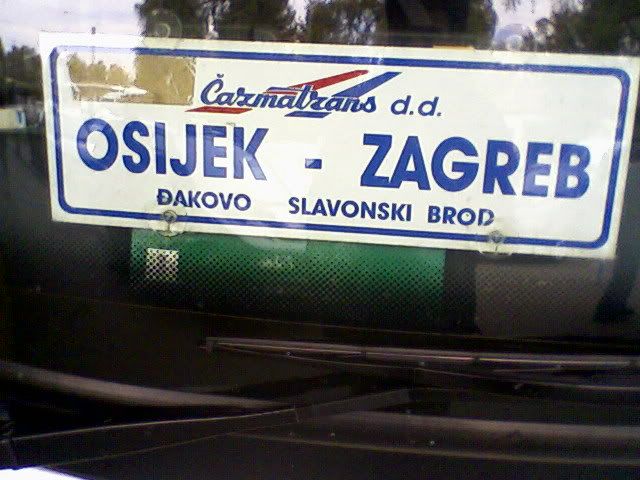 Čazmatrans d.d.
OSIJEK - ZAGREB
ĐAKOVO SLAVONSKI BROD